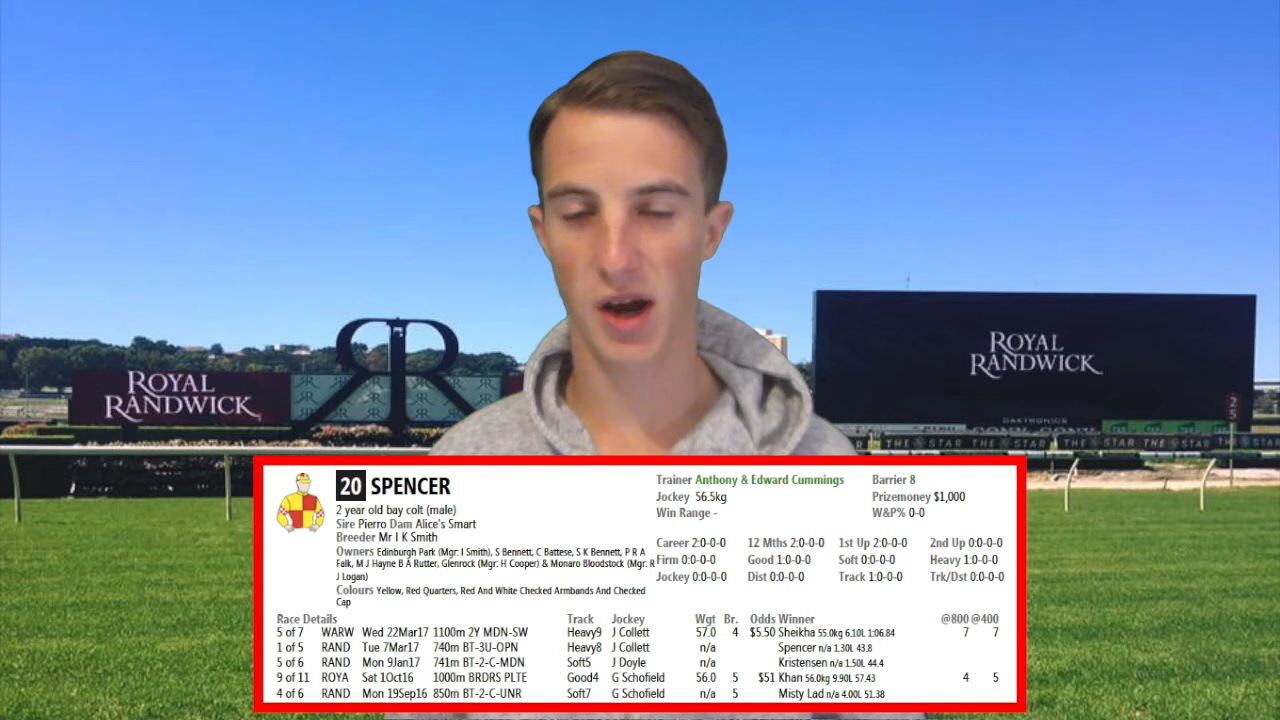 ROYAL
RANDWICK
ROYAL
RANDWICK
DAKTRONICS
THE STAR THE STAR THE STAR THE STAR
20 SPENCER
2 year old bay colt (male)
Sire Pierro Dam Alice's Smart
Breeder Mr I K Smith
Owners Edinburgh Park (Mgr: I Smith), S Bennett, C Battese, S K Bennett, P R A
Falk, M J Hayne B A Rutter, Glenrock (Mgr: H Cooper) & Monaro Bloodstock (Mgr: R
J Logan)
Colours Yellow, Red Quarters, Red And White Checked Armbands And Checked
Cap
Trainer Anthony & Edward Cummings
Jockey 56.5kg
Win Range -
Barrier 8
Prizemoney $1,000
W&P% 0-0
Career 2:0-0-0 12 Mths 2:0-0-0 1st Up 2:0-0-0 2nd Up 0:0-0-0
Firm 0:0-0-0 Good 1:0-0-0 Soft 0:0-0-0 Heavy 1:0-0-0
Jockey 0:0-0-0 Dist 0:0-0-0 Track 1:0-0-0 Trk/Dst 0:0-0-0
Race Details Track Jockey Wgt Br. Odds Winner @800 @400
5 of 7 WARW Wed 22Mar17 1100m 2Y MDN-SW Heavy9 J Collett 57.0 4 $5.50 Sheikha 55.0kg 6.10L 1:06.84 7 7
1 of 5 RAND Tue 7Mar17 740m BT-3U-OPN Heavy8 J Collett n/a Spencer n/a 1.30L 43.8
5 of 6 RAND Mon 9Jan17 741m BT-2-C-MDN Soft5 J Doyle n/a Kristensen n/a 1.50L 44.4
9 of 11 ROYA Sat 1Oct16 1000m BRDRS PLTE Good4 G Schofield 56.0 5 $51 Khan 56.0kg 9.90L 57.43 4 5
4 of 6 RAND Mon 19Sep16 850m BT-2-C-UNR Soft7 G Schofield n/a 5 Misty Lad n/a 4.00L 51.38